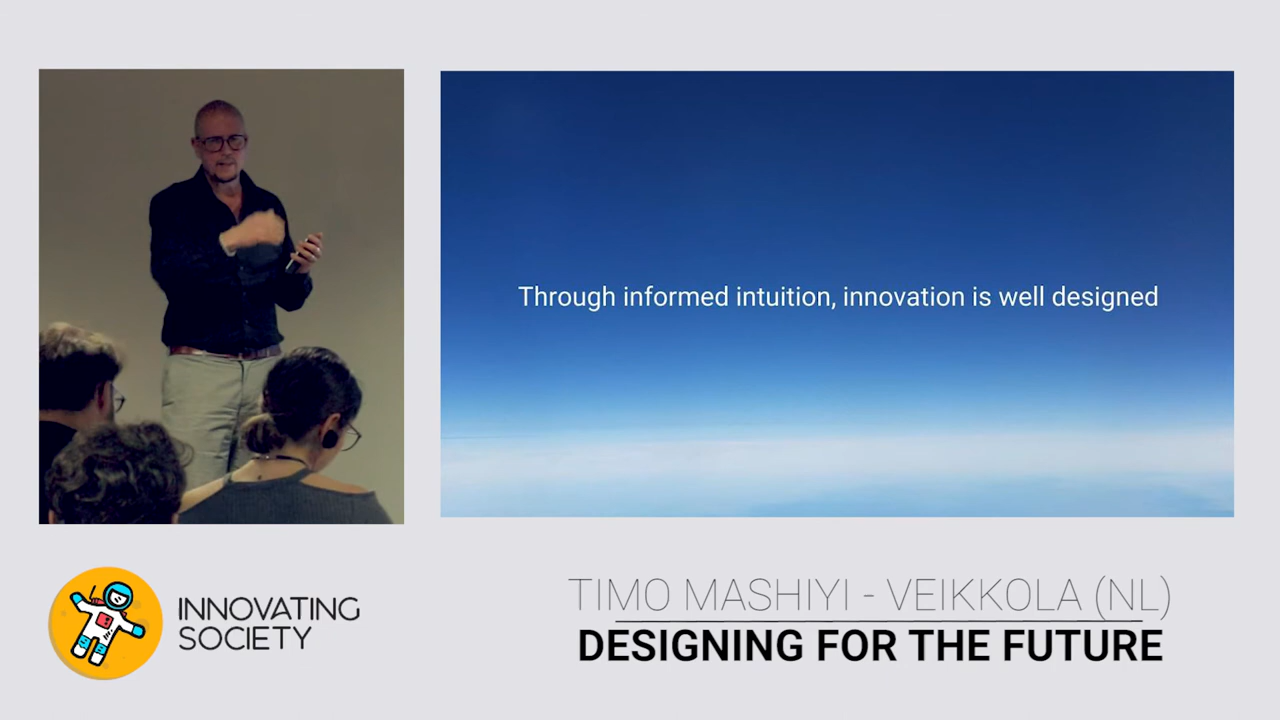 Through informed intuition, innovation is well designed
INNOVATING
SOCIETY
TIMO MASHIYI - VEIKKOLA (NL)
DESIGNING FOR THE FUTURE